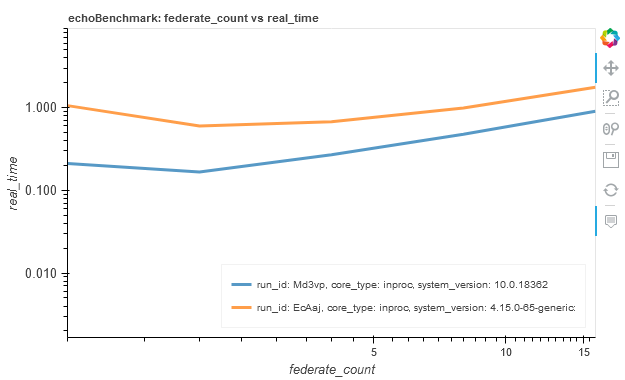 echoBenchmark: federate_count vs real_time
1.000
0.100
0.010
real_time
run_id: Md3vp, core_type: inproc, system_version: 10.0.18362
run_id: EcAaj, core_type: inproc, system_version: 4.15.0-65-generic:
5
10
15
federate_count